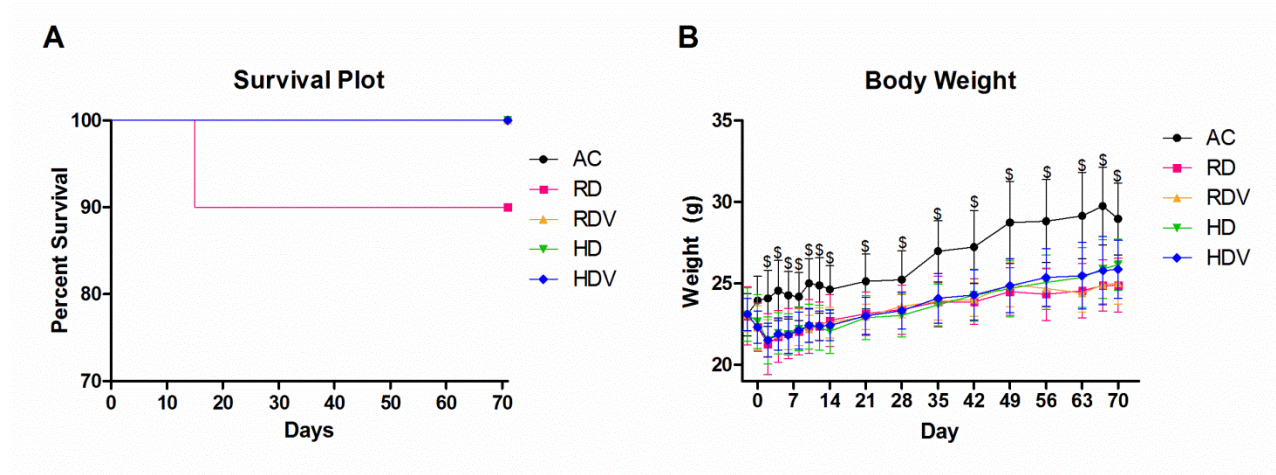 A
Survival Plot
Percent Survival
100
90
80
70
0 10 20 30 40 50 60 70
Days
AC
RD
RDV
HD
HDV
B
Body Weight
Weight (g)
35
30
25
20
$ $ $ $ $ $ $ $ $ $ $ $ $ $ $ $ $
0 7 14 21 28 35 42 49 56 63 70
Day
AC
RD
RDV
HD
HDV